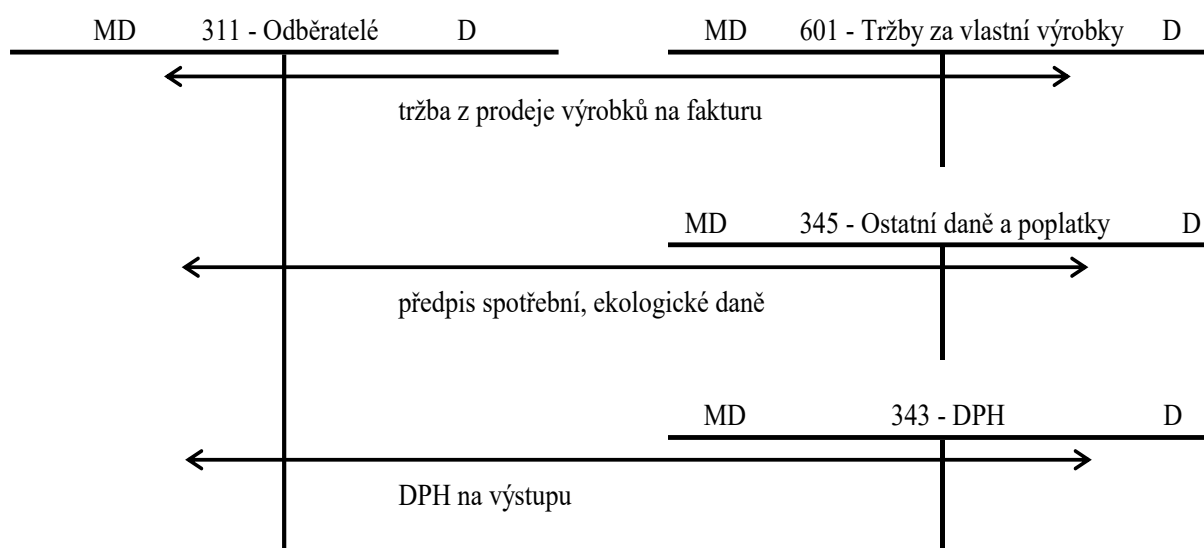 MD 311 - Odběratelé D MD 601 - Tržby za vlastní výrobky D
tržba z prodeje výrobků na fakturu
MD 345 - Ostatní daně a poplatky D
předpis spotřební, ekologické daně
MD 343 - DPH D
DPH na výstupu